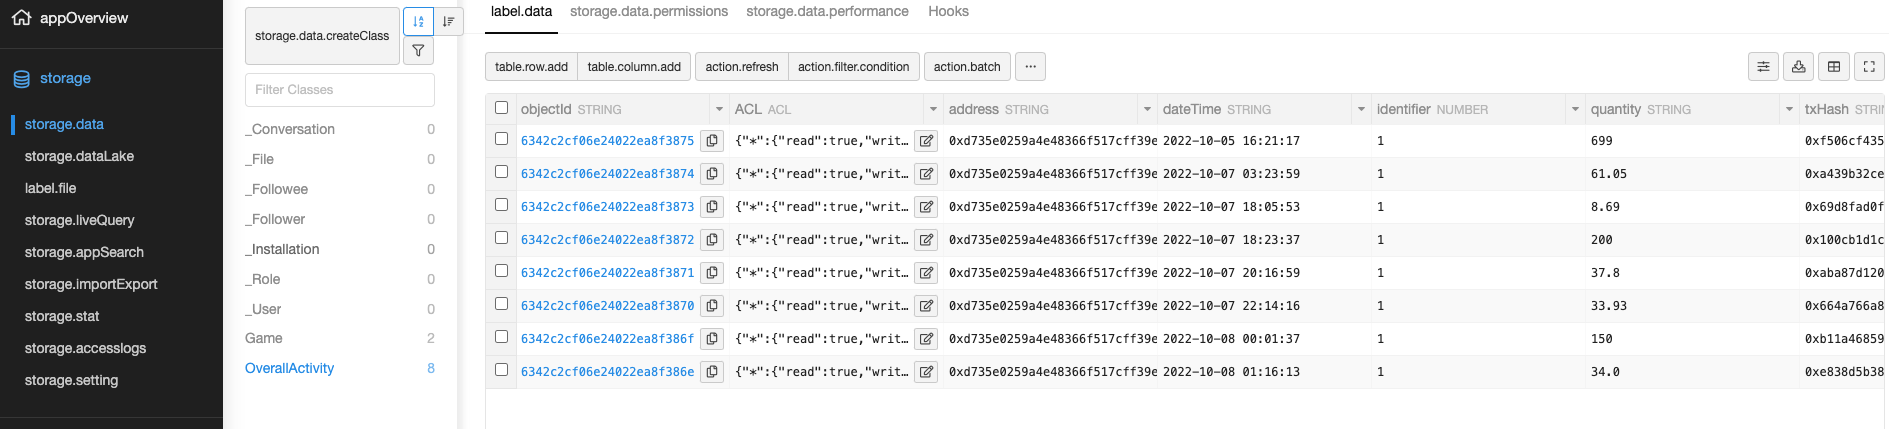 appOverview
storage
storage.data
storage.dataLake
label.file
storage.liveQuery
storage.appSearch
storage.importExport
storage.stat
storage.accesslogs
storage.setting
storage.data.createClass
Filter Classes
_Conversation 0
_File 0
_Followee 0
_Follower 0
_Installation 0
_Role 0
_User 0
Game 2
OverallActivity 8
label.data storage.data.permissions storage.data.performance Hooks
table.row.add table.column.add action.refresh action.filter.condition action.batch ...
objectId STRING ACL ACL address STRING dateTime STRING identifier NUMBER quantity STRING txHash STRI
6342c2cf06e24022ea8f3875 {"*":{"read":true,"writ... 0xd735e0259a4e48366f517cff39e 2022-10-05 16:21:17 1 699 0xf506cf435
6342c2cf06e24022ea8f3874 {"*":{"read":true,"writ... 0xd735e0259a4e48366f517cff39e 2022-10-07 03:23:59 1 61.05 0xa439b32ce
6342c2cf06e24022ea8f3873 {"*":{"read":true,"writ... 0xd735e0259a4e48366f517cff39e 2022-10-07 18:05:53 1 8.69 0x69d8fad0f
6342c2cf06e24022ea8f3872 {"*":{"read":true,"writ... 0xd735e0259a4e48366f517cff39e 2022-10-07 18:23:37 1 200 0x100cb1d1c
6342c2cf06e24022ea8f3871 {"*":{"read":true,"writ... 0xd735e0259a4e48366f517cff39e 2022-10-07 20:16:59 1 37.8 0xaba87d120
6342c2cf06e24022ea8f3870 {"*":{"read":true,"writ... 0xd735e0259a4e48366f517cff39e 2022-10-07 22:14:16 1 33.93 0x664a766a8
6342c2cf06e24022ea8f386f {"*":{"read":true,"writ... 0xd735e0259a4e48366f517cff39e 2022-10-08 00:01:37 1 150 0xb11a46859
6342c2cf06e24022ea8f386e {"*":{"read":true,"writ... 0xd735e0259a4e48366f517cff39e 2022-10-08 01:16:13 1 34.0 0xe838d5b38